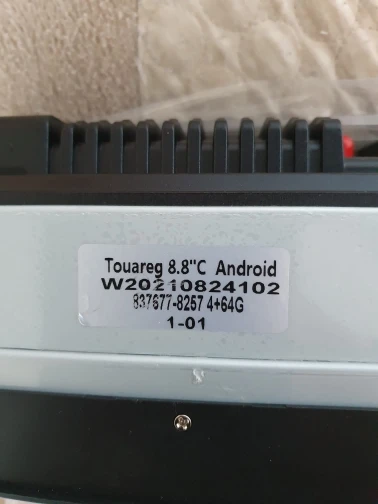 Touareg 8.8"C Android
W20210824102
837677-8257 4+64G
1-01